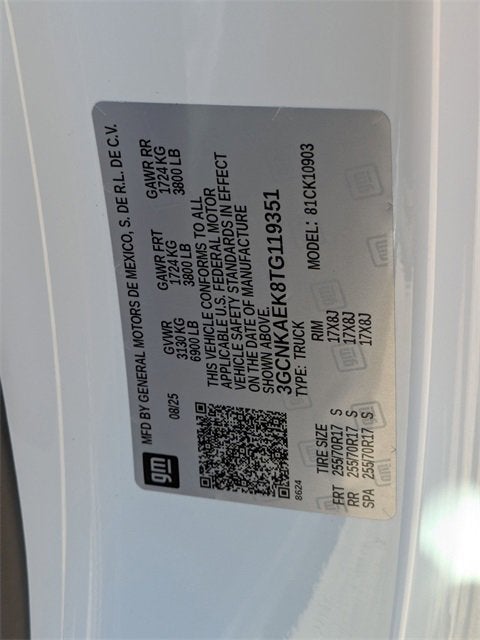 gm
MFD BY GENERAL MOTORS DE MEXICO, S. DE R.L. DE C.V.
08/25
GVWR
3130 KG
6900 LB
GAWR FRT
1724 KG
3800 LB
GAWR RR
1724 KG
3800 LB
THIS VEHICLE CONFORMS TO ALL
APPLICABLE U.S. FEDERAL MOTOR
VEHICLE SAFETY STANDARDS IN EFFECT
ON THE DATE OF MANUFACTURE
SHOWN ABOVE.
3GCNKAEK8TG119351
TYPE: TRUCK
MODEL: 81CK10903
8624
TIRE SIZE RIM
FRT 255/70R17 S 17X8J
RR 255/70R17 S 17X8J
SPA 255/70R17 S 17X8J